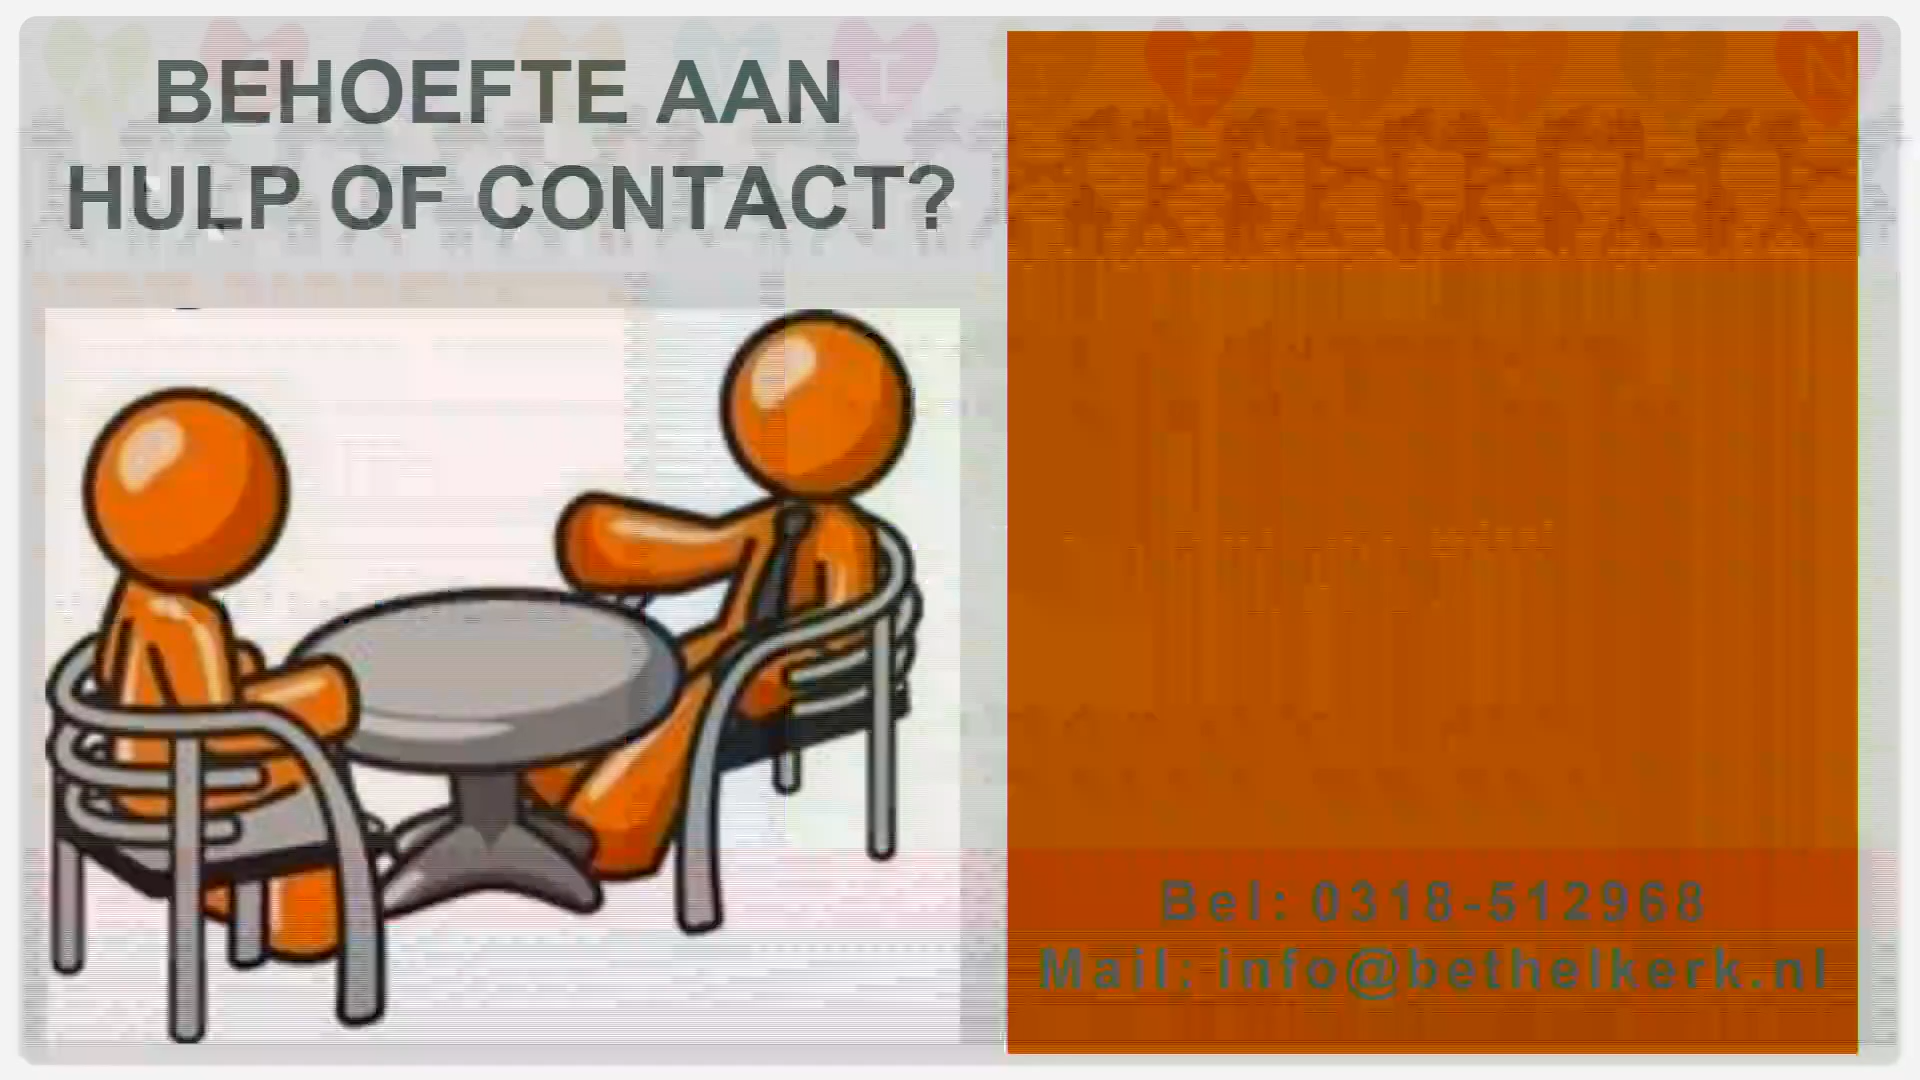 BEHOEFTE AAN
HULP OF CONTACT?
Bel: 0318-512968
Mail: info@bethelkerk.nl